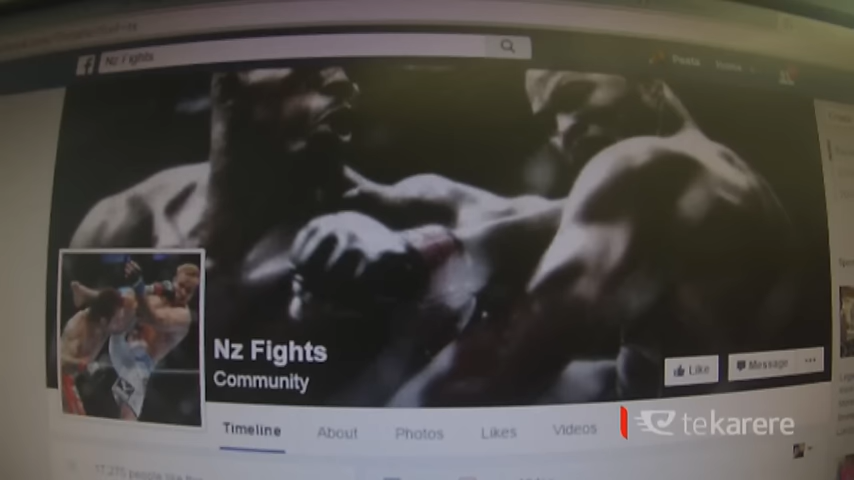 Nz Fights
Nz Fights
Community
Like
Message
Timeline
About
Photos
Likes
Videos
tekarere